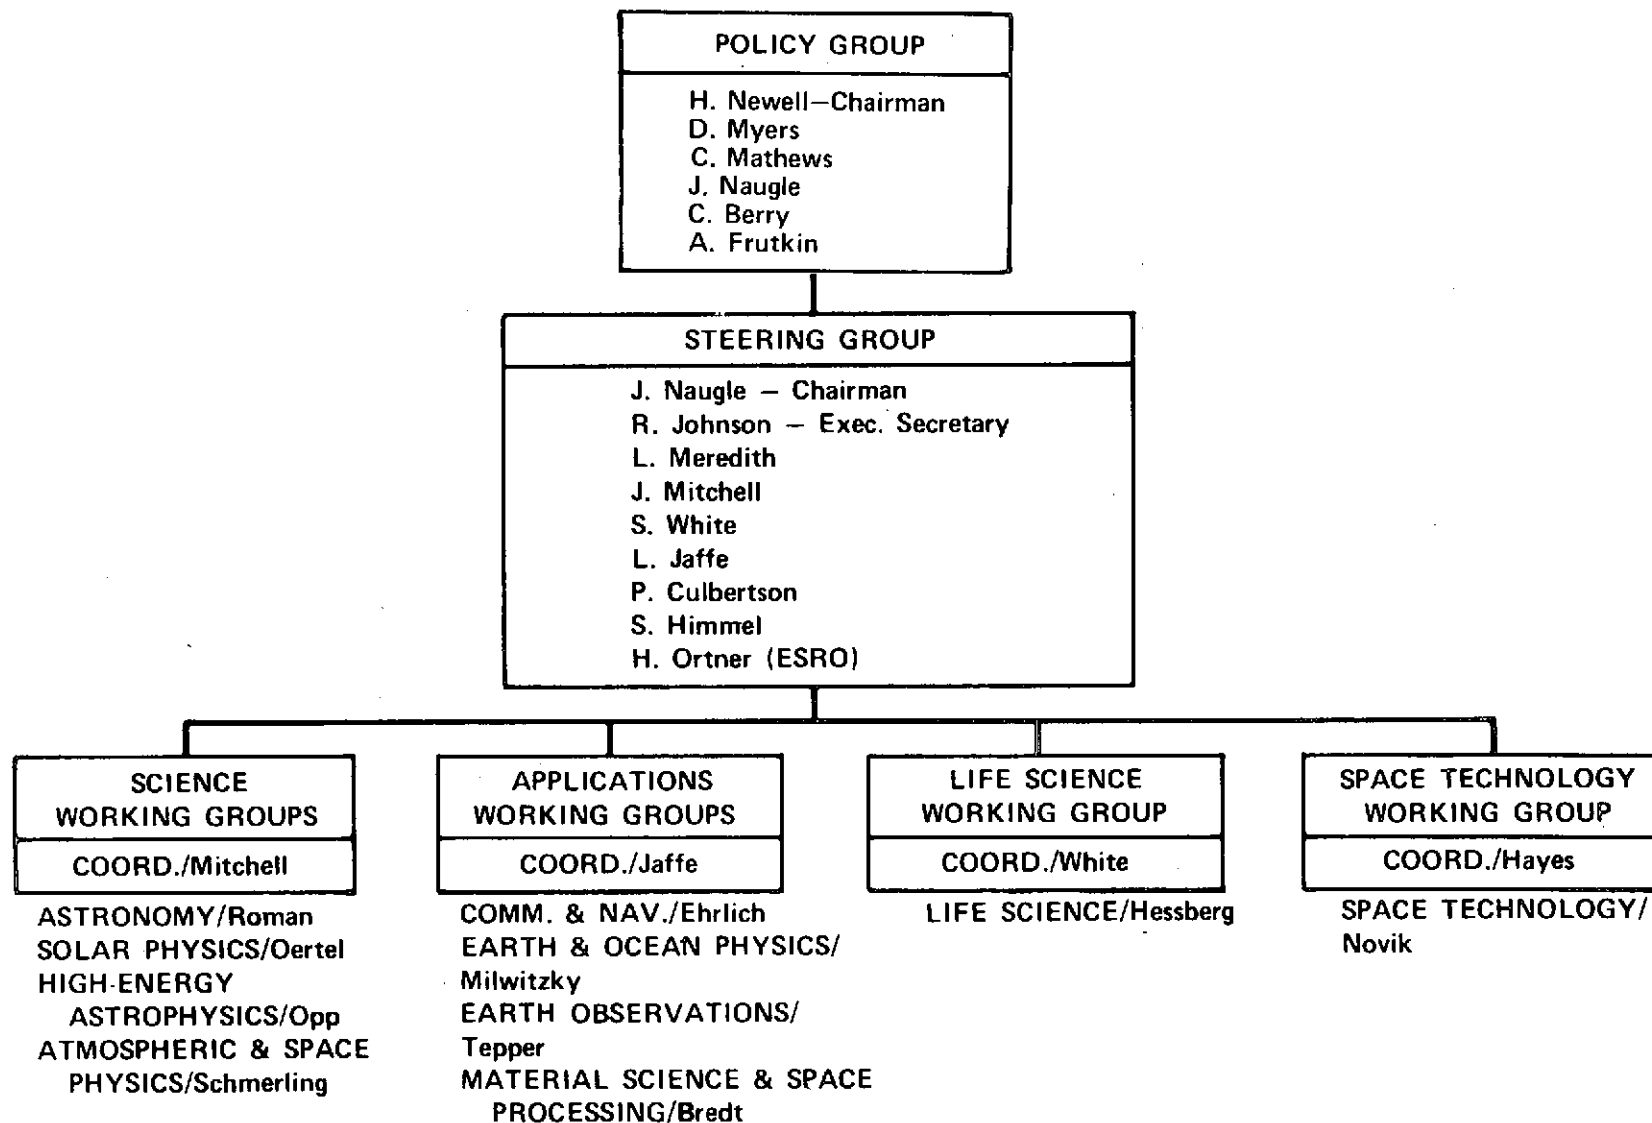 POLICY GROUP
H. Newell—Chairman
D. Myers
C. Mathews
J. Naugle
C. Berry
A. Frutkin
STEERING GROUP
J. Naugle — Chairman
R. Johnson — Exec. Secretary
L. Meredith
J. Mitchell
S. White
L. Jaffe
P. Culbertson
S. Himmel
H. Ortner (ESRO)
SCIENCE
WORKING GROUPS
COORD./Mitchell
ASTRONOMY/Roman
SOLAR PHYSICS/Oertel
HIGH-ENERGY
ASTROPHYSICS/Opp
ATMOSPHERIC & SPACE
PHYSICS/Schmerling
APPLICATIONS
WORKING GROUPS
COORD./Jaffe
COMM. & NAV./Ehrlich
EARTH & OCEAN PHYSICS/
Milwitzky
EARTH OBSERVATIONS/
Tepper
MATERIAL SCIENCE & SPACE
PROCESSING/Bredt
LIFE SCIENCE
WORKING GROUP
COORD./White
LIFE SCIENCE/Hessberg
SPACE TECHNOLOGY
WORKING GROUP
COORD./Hayes
SPACE TECHNOLOGY/
Novik